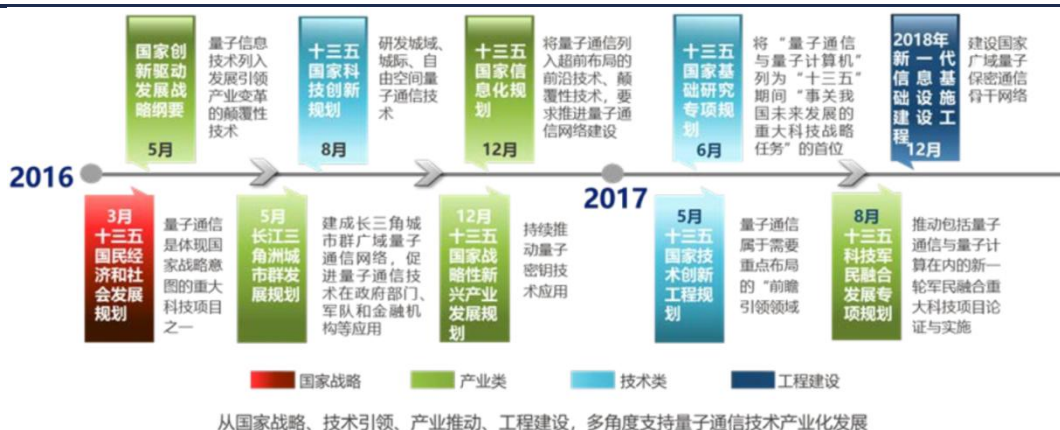 国家创
新驱动
发展战
略纲要
5月
量子信息
技术列入
发展引领
产业变革
的颠覆性
技术
十三五
国家科
技创新
规划
8月
研发城域、
城际、自
由空间量
子通信技
术
十三五
国家信
息化规
划
12月
将量子通信列
入超前布局的
前沿技术、颠
覆性技术，要
求推进量子通
信网络建设
十三五
国家基
础研究
专项规
划
6月
将“量子通信
与量子计算机”
列为“十三五”
期间“事关我
国未来发展的
重大科技战略
任务”的首位
2018年
新一代
信息基
础设施
建设工
程
12月
建设国家
广域量子
保密通信
骨干网络
2016
2017
3月
十三五
国民经
济和社
会发展
规划
量子通信
是体现国
家战略意
图的重大
科技项目
之一
5月
长江三
角洲城
市群发
展规划
建成长三角城
市群广域量子
通信网络，促
进量子通信技
术在政府部门、
军队和金融机
构等应用
12月
十三五
国家战
略性新
兴产业
发展规
划
持续推
动量子
密钥技
术应用
5月
十三五
国家技
术创新
工程规
划
量子通信
属于需要
重点布局
的“前瞻
引领领域
8月
十三五
科技军
民融合
发展专
项规划
推动包括量子
通信与量子计
算在内的新一
轮军民融合重
大科技项目论
证与实施
国家战略
产业类
技术类
工程建设
从国家战略、技术引领、产业推动、工程建设，多角度支持量子通信技术产业化发展